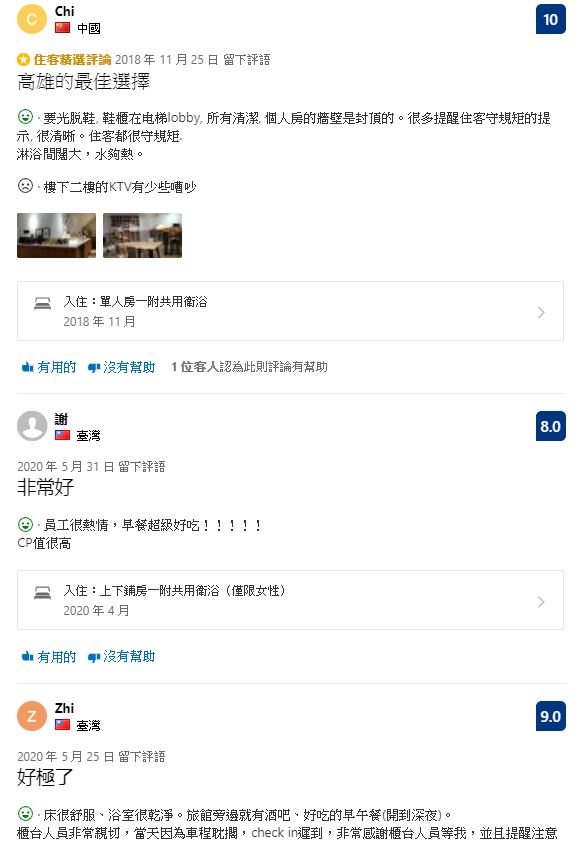 C
Chi
中國
10
住客精選評論 2018 年 11 月 25 日 留下評語
高雄的最佳選擇
· 要光脱鞋, 鞋櫃在电梯lobby, 所有清潔, 個人房的牆壁是封頂的。很多提醒住客守規短的提
示, 很清晰。住客都很守規短.
淋浴間闊大，水夠熱。
· 樓下二樓的KTV有少些嘈吵
入住：單人房－附共用衛浴
2018 年 11 月
有用的 沒有幫助 1 位客人認為此則評論有幫助
謝
臺灣
8.0
2020 年 5 月 31 日 留下評語
非常好
· 員工很熱情，早餐超級好吃！！！！！
CP值很高
入住：上下鋪房－附共用衛浴（僅限女性）
2020 年 4 月
有用的 沒有幫助
Z
Zhi
臺灣
9.0
2020 年 5 月 25 日 留下評語
好極了
· 床很舒服、浴室很乾淨。旅館旁邊就有酒吧、好吃的早午餐(開到深夜)。
櫃台人員非常親切，當天因為車程耽擱，check in遲到，非常感謝櫃台人員等我，並且提醒注意